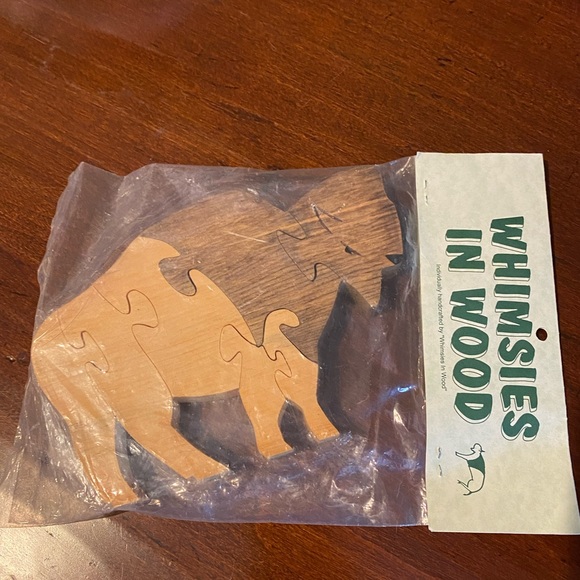 WHIMSIES
IN WOOD
individually handcrafted by "Whimsies in Wood"